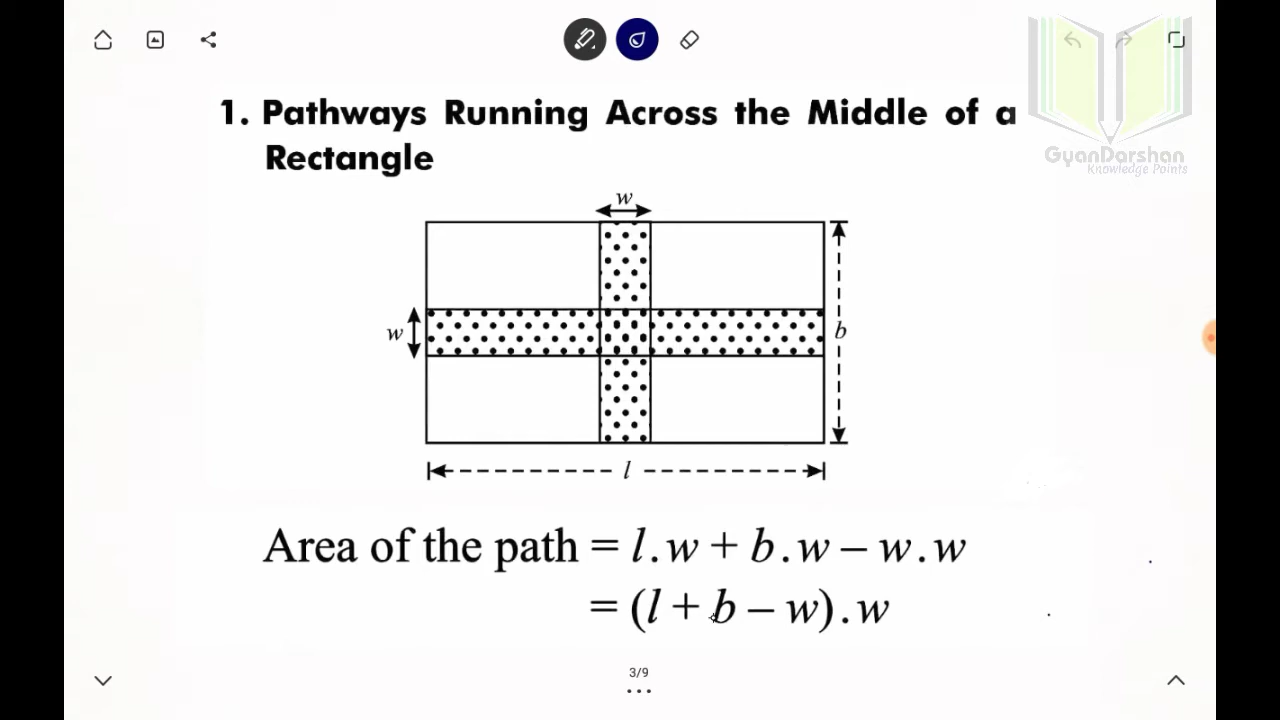 GyanDarshan
Knowledge Points
1. Pathways Running Across the Middle of a
Rectangle
w
w
b
l
Area of the path = l.w + b.w – w.w
= (l + b – w).w
3/9